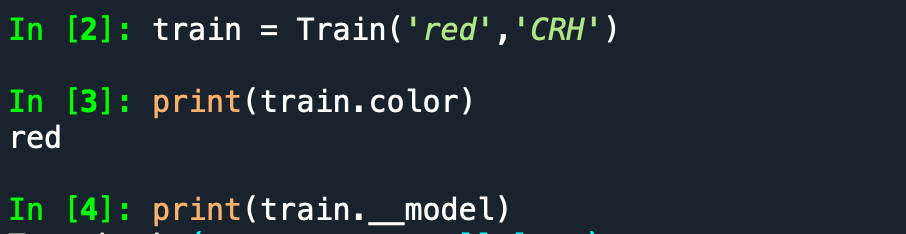 In [2]: train = Train('red','CRH')
In [3]: print(train.color)
red
In [4]: print(train.__model)